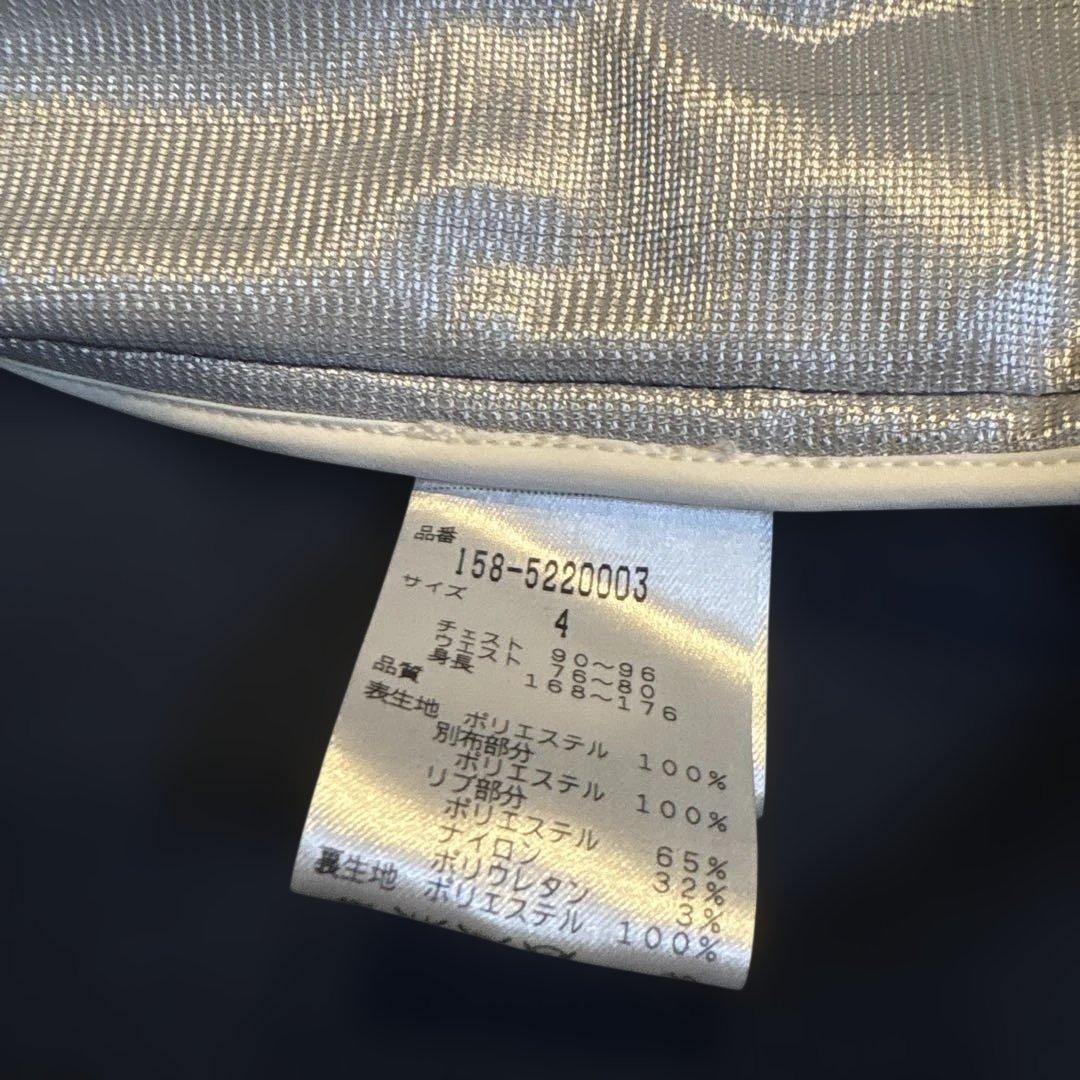 品番
158-5220003
サイズ
4
チェスト 90～96
ウエスト 76～80
身長 168～176
品質
表生地 ポリエステル 100%
別布部分
ポリエステル 100%
リブ部分
ポリエステル 65%
ナイロン 32%
ポリウレタン 3%
裏生地 ポリエステル 100%